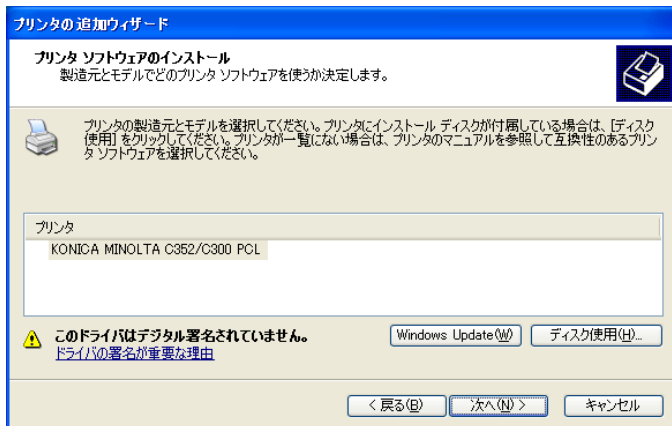 プリンタの追加ウィザード
プリンタ ソフトウェアのインストール
製造元とモデルでどのプリンタ ソフトウェアを使うか決定します。
プリンタの製造元とモデルを選択してください。プリンタにインストール ディスクが付属している場合は、[ディスク
使用] をクリックしてください。プリンタが一覧にない場合は、プリンタのマニュアルを参照して互換性のあるプリン
タ ソフトウェアを選択してください。
プリンタ
KONICA MINOLTA C352/C300 PCL
このドライバはデジタル署名されていません。
ドライバの署名が重要な理由
Windows Update(W)
ディスク使用(H)...
< 戻る(B)
次へ(N) >
キャンセル